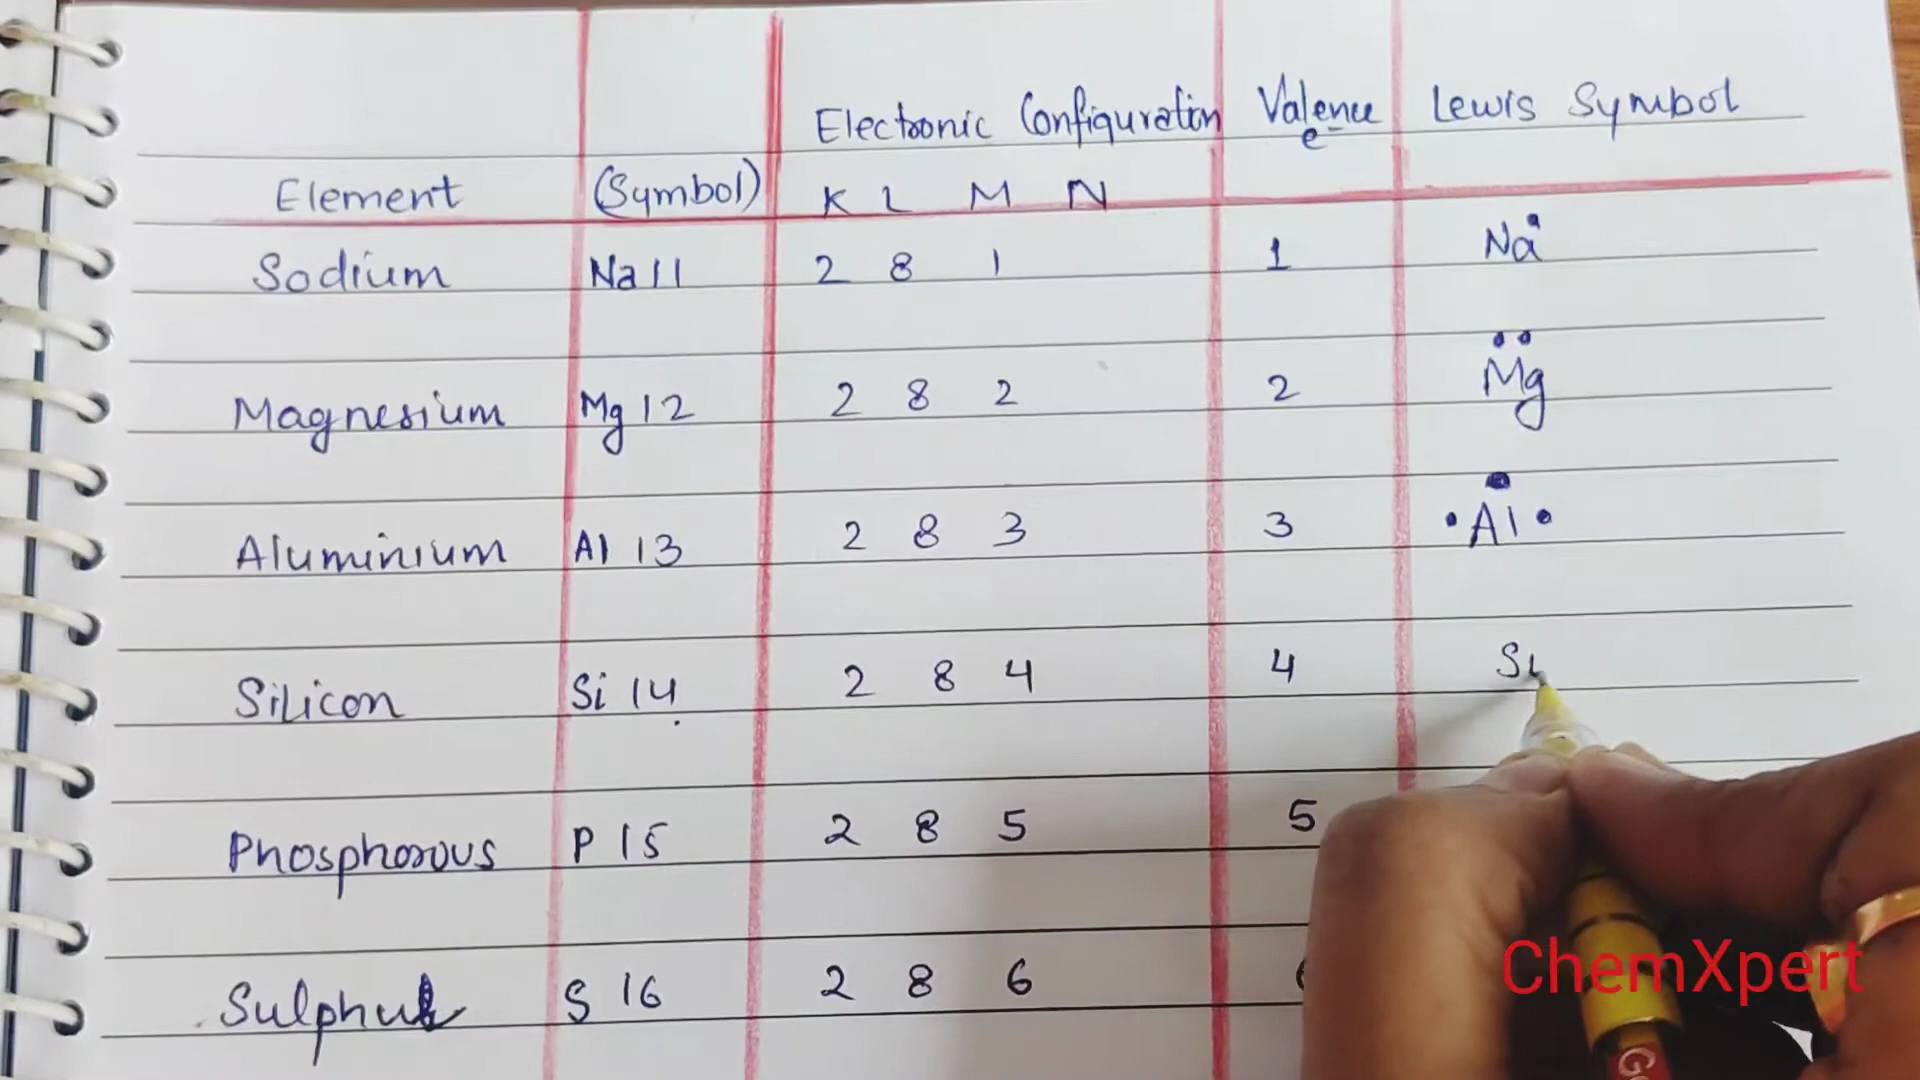 Electronic Configuration Valence Lewis Symbol
e-
Element (Symbol) K L M N
Sodium Na 11 2 8 1 1 Na
Magnesium Mg 12 2 8 2 2 Mg
Aluminium Al 13 2 8 3 3 •Al•
Silicon Si 14 2 8 4 4 Si
Phosphorous P 15 2 8 5 5
Sulphur S 16 2 8 6
ChemXpert